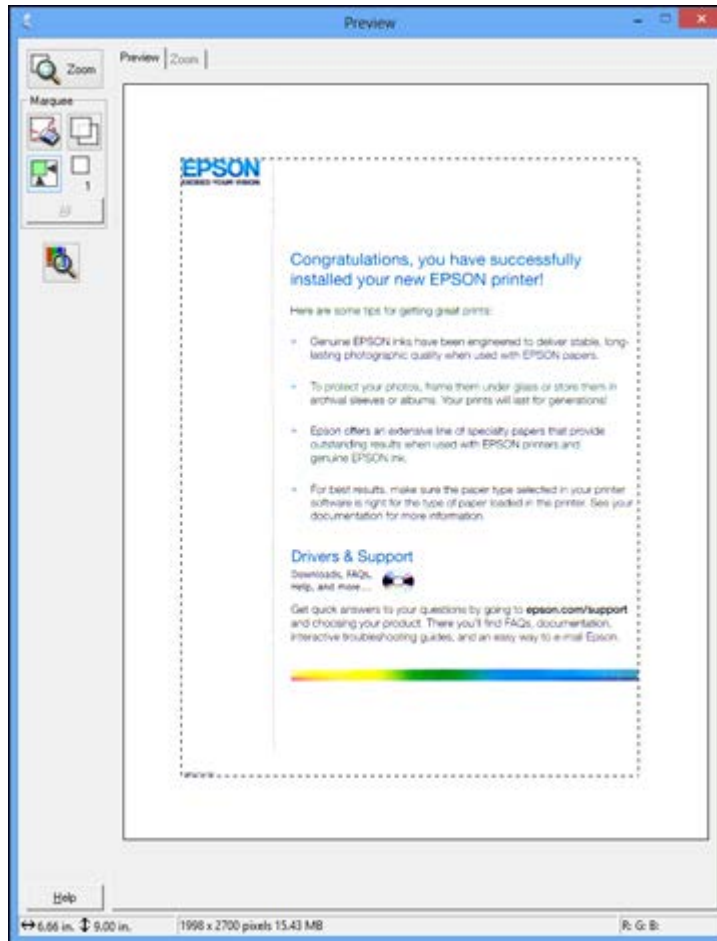 Preview
Zoom
Preview
Zoom
Marquee
1
All
EPSON
EXCEED YOUR VISION
Congratulations, you have successfully
installed your new EPSON printer!
Here are some tips for getting great prints:
Genuine EPSON inks have been engineered to deliver stable, long-
lasting photographic quality when used with EPSON papers.
To protect your photos, frame them under glass or store them in
archival sleeves or albums. Your prints will last for generations!
Epson offers an extensive line of specialty papers that provide
outstanding results when used with EPSON printers and
genuine EPSON ink.
For best results, make sure the paper type selected in your printer
software is right for the type of paper loaded in the printer. See your
documentation for more information.
Drivers & Support
Downloads, FAQs,
Help, and more ...
Get quick answers to your questions by going to epson.com/support
and choosing your product. There you'll find FAQs, documentation,
interactive troubleshooting guides, and an easy way to e-mail Epson.
Help
6.66 in. 9.00 in.
1998 x 2700 pixels 15.43 MB
R: G: B: